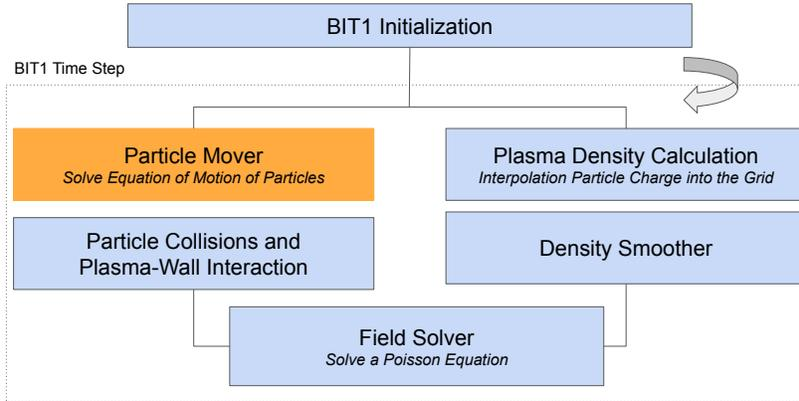 BIT1 Initialization
BIT1 Time Step
Particle Mover
Solve Equation of Motion of Particles
Plasma Density Calculation
Interpolation Particle Charge into the Grid
Particle Collisions and
Plasma-Wall Interaction
Density Smoother
Field Solver
Solve a Poisson Equation